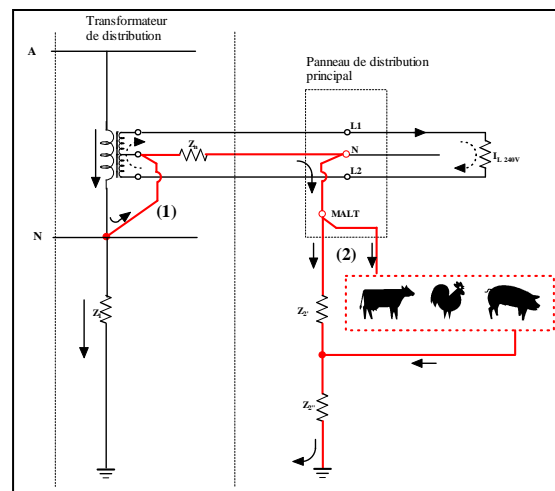 Transformateur
de distribution
A
Panneau de distribution
principal
L1
Zn
N
I L 240V
L2
(1)
MALT
N
(2)
Z2'
Z2''